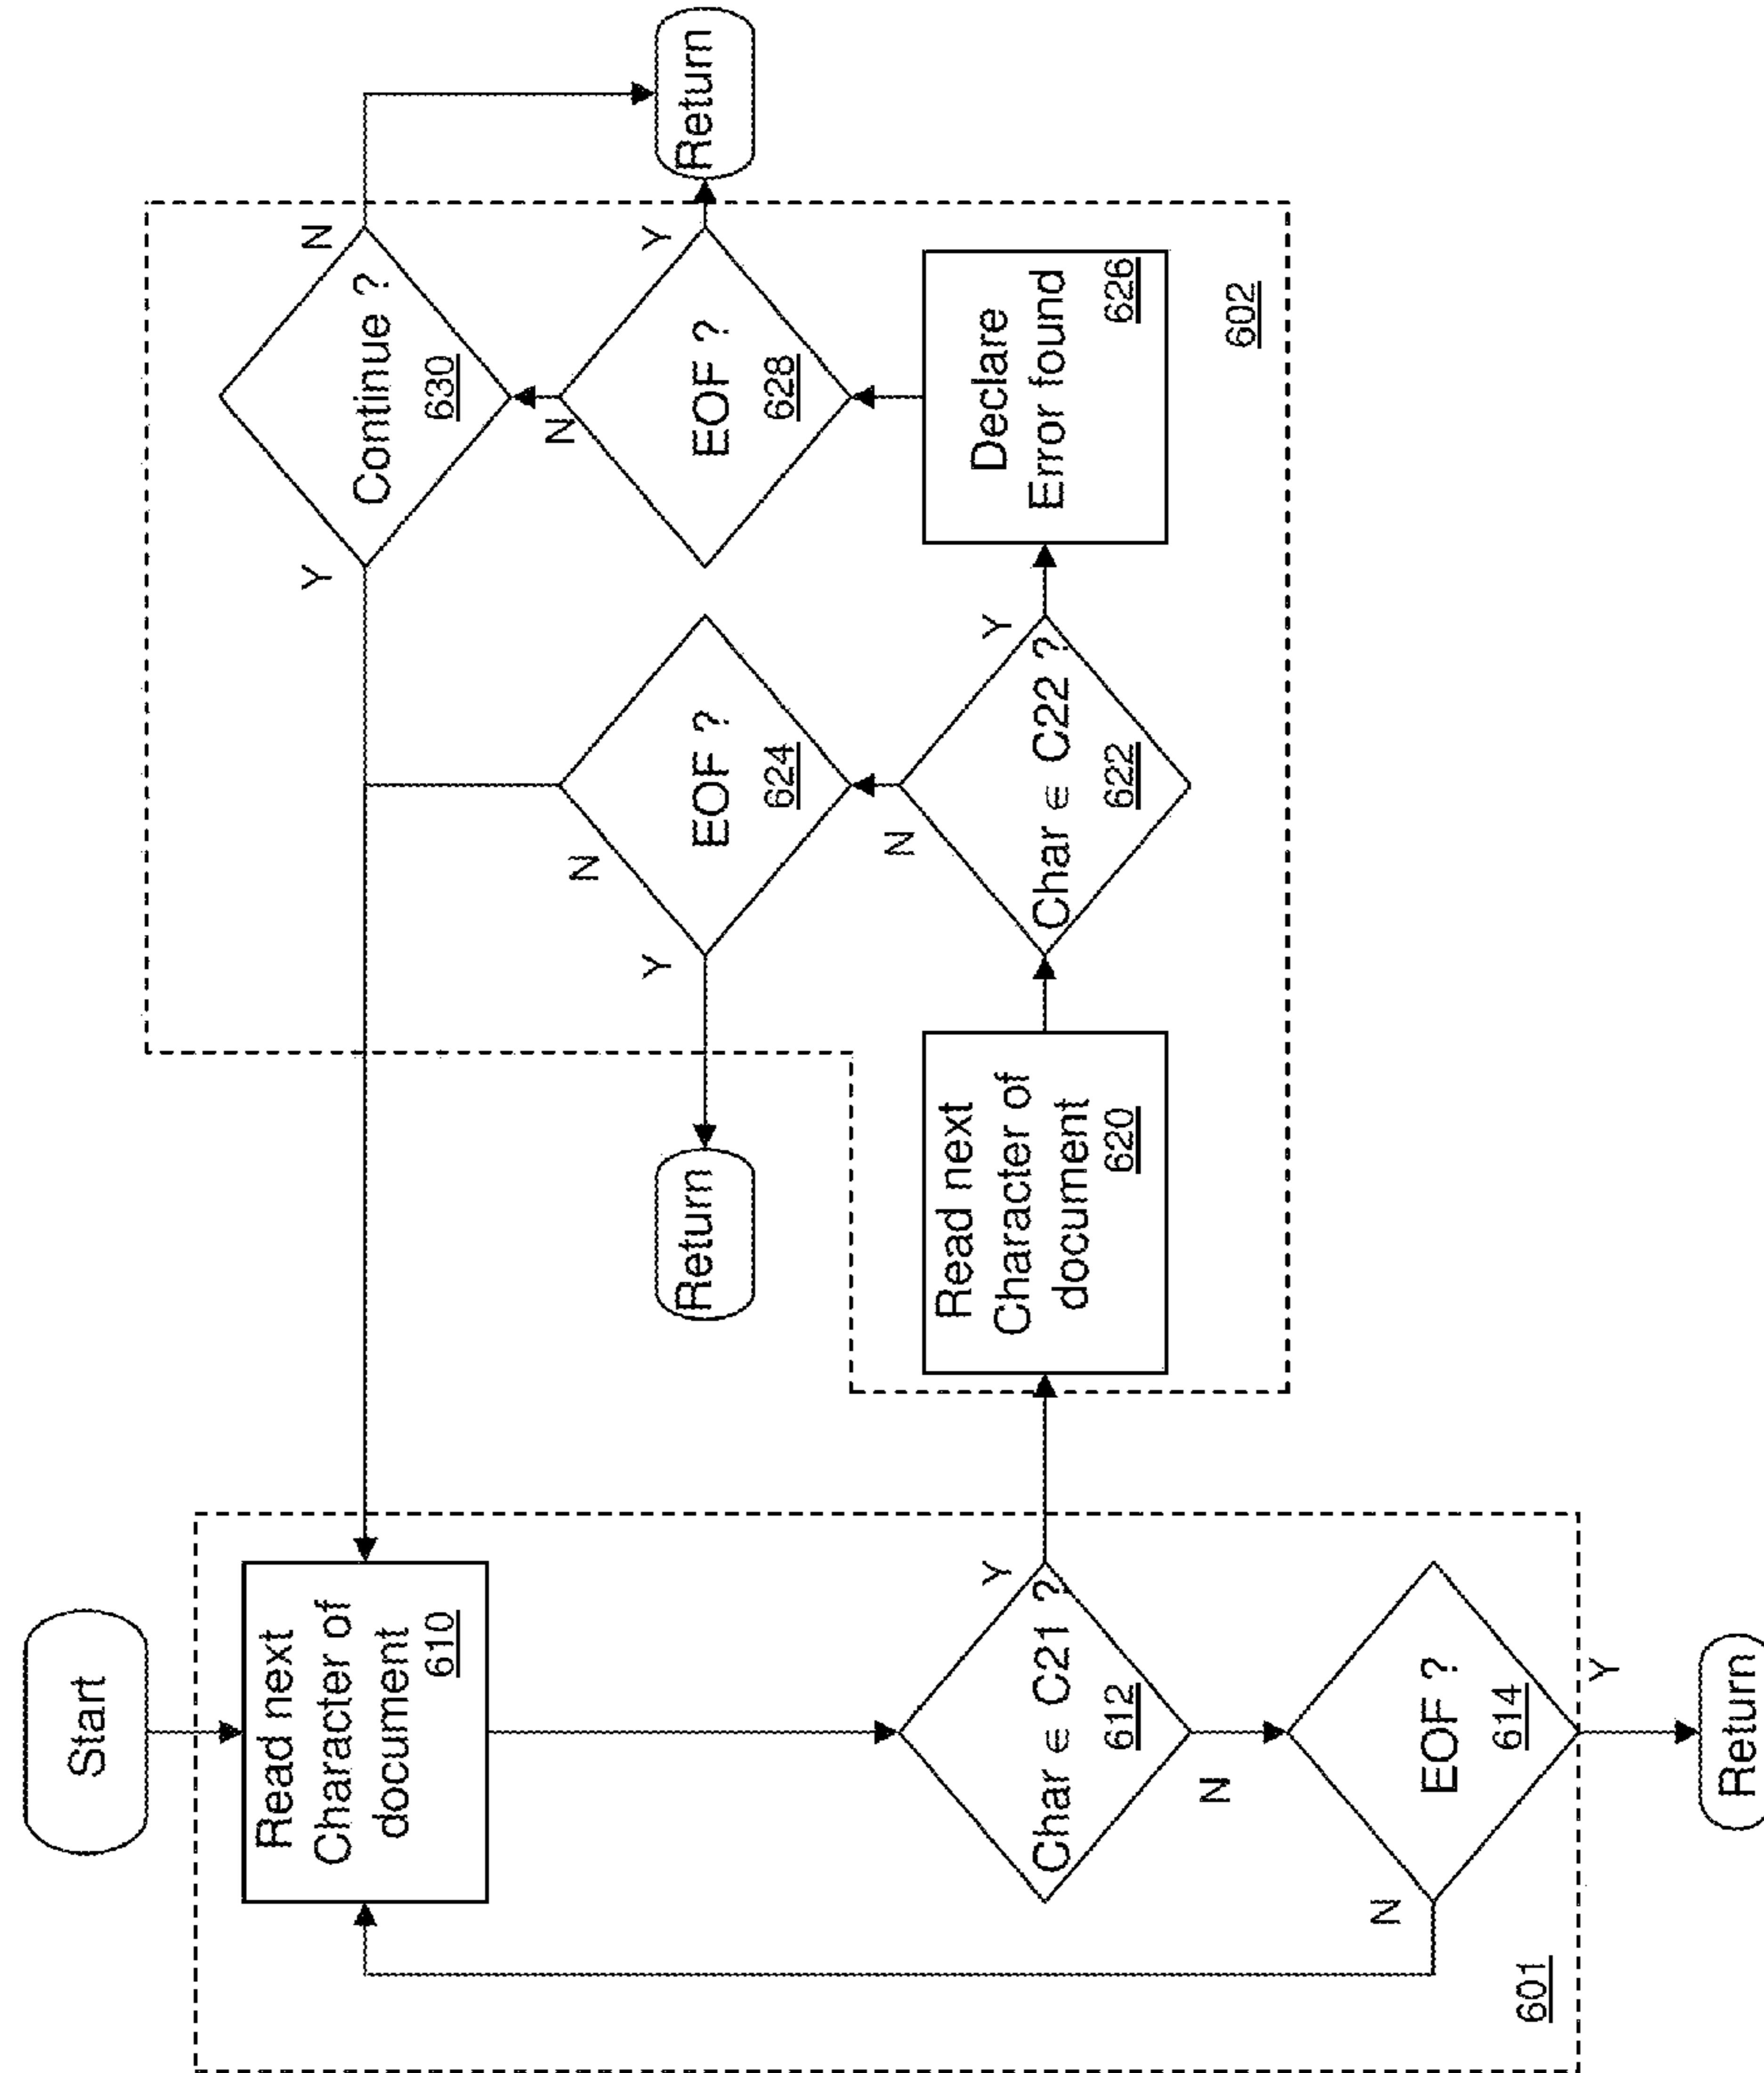 Start
Read next
Character of
document
610
Char ∈ C21 ?
612
Y
N
EOF ?
614
N
Y
Return
601
Read next
Character of
document
620
Char ∈ C22 ?
622
N
Y
EOF ?
624
N
Y
Return
Declare
Error found
626
EOF ?
628
N
Y
Return
Continue ?
630
Y
N
602